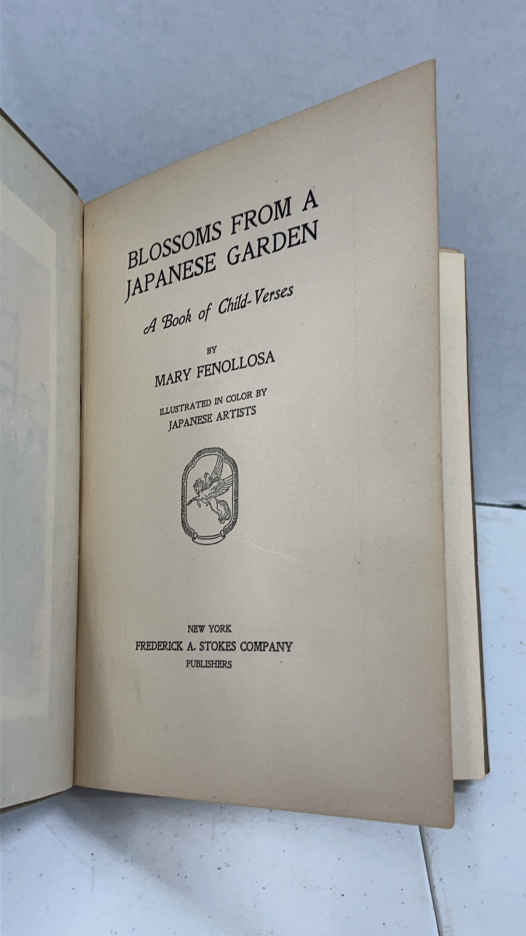 BLOSSOMS FROM A
JAPANESE GARDEN
A Book of Child-Verses
BY
MARY FENOLLOSA
ILLUSTRATED IN COLOR BY
JAPANESE ARTISTS
NEW YORK
FREDERICK A. STOKES COMPANY
PUBLISHERS